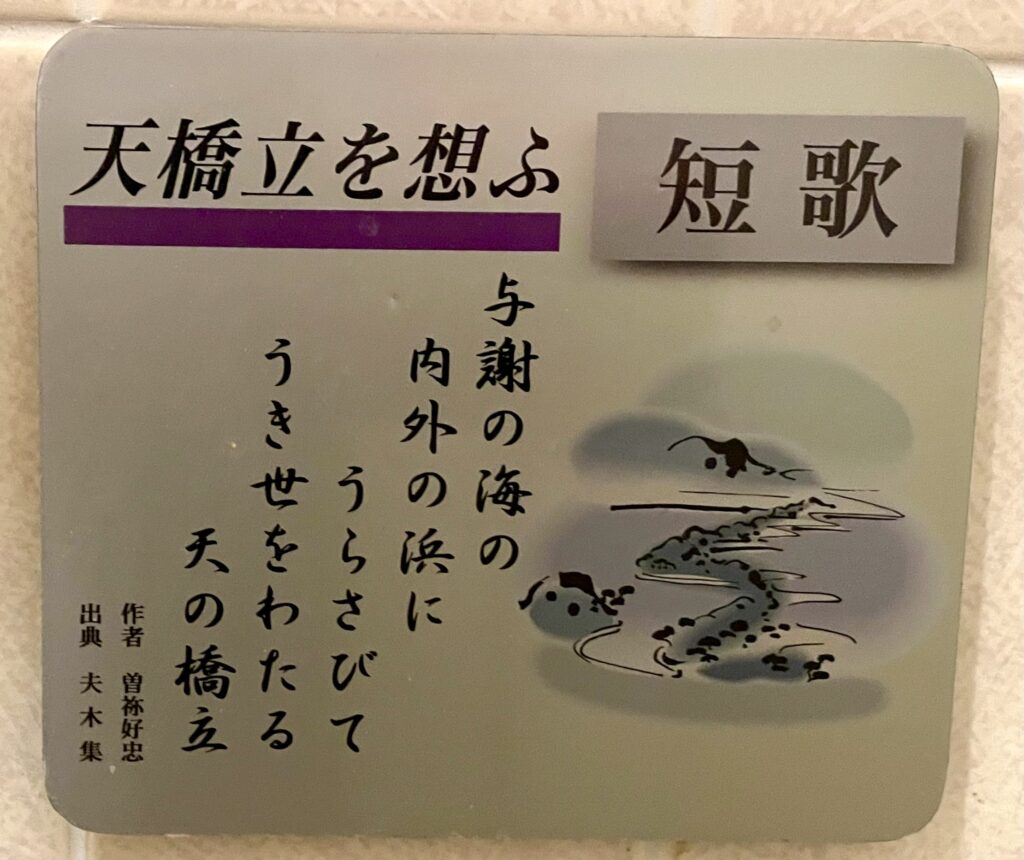 短歌
天橋立を想ふ
与謝の海の
内外の浜に
うらさびて
うき世をわたる
天の橋立
作者 曽祢好忠
出典 夫木集